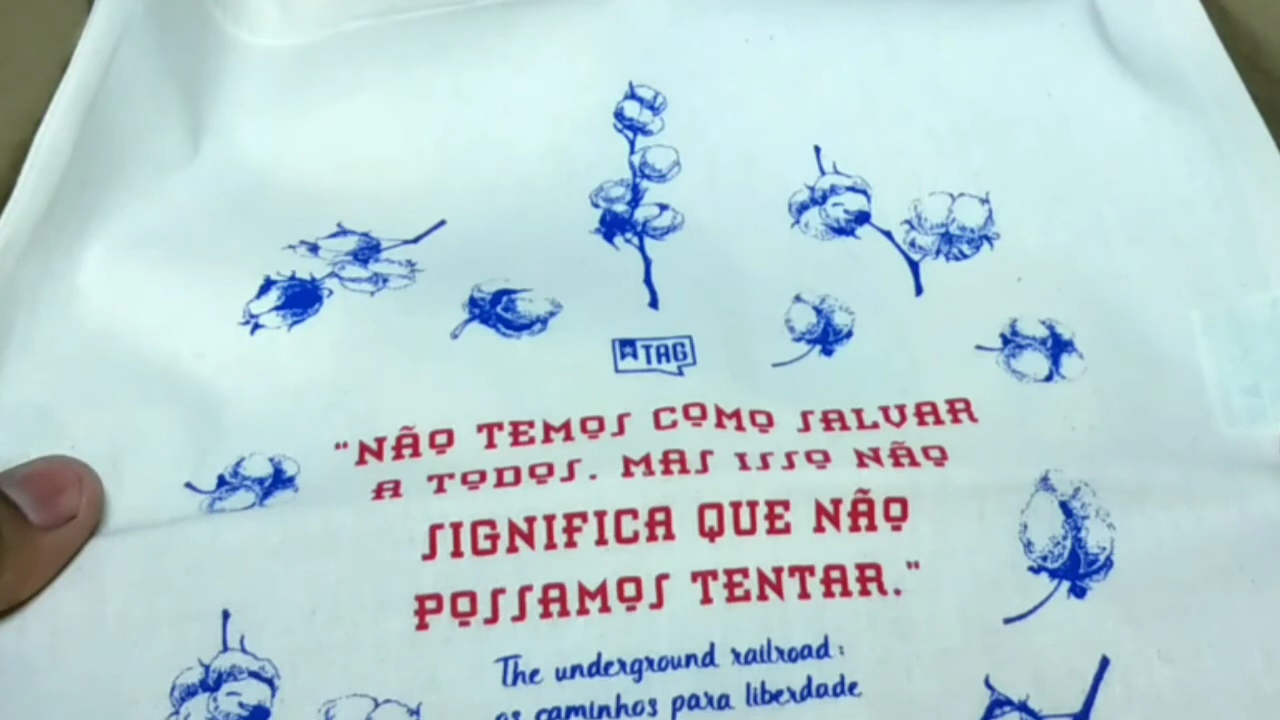 TAG
"NÃO TEMOS COMO SALVAR
A TODOS. MAS ISSO NÃO
SIGNIFICA QUE NÃO
POSSAMOS TENTAR."
The underground railroad:
os caminhos para liberdade